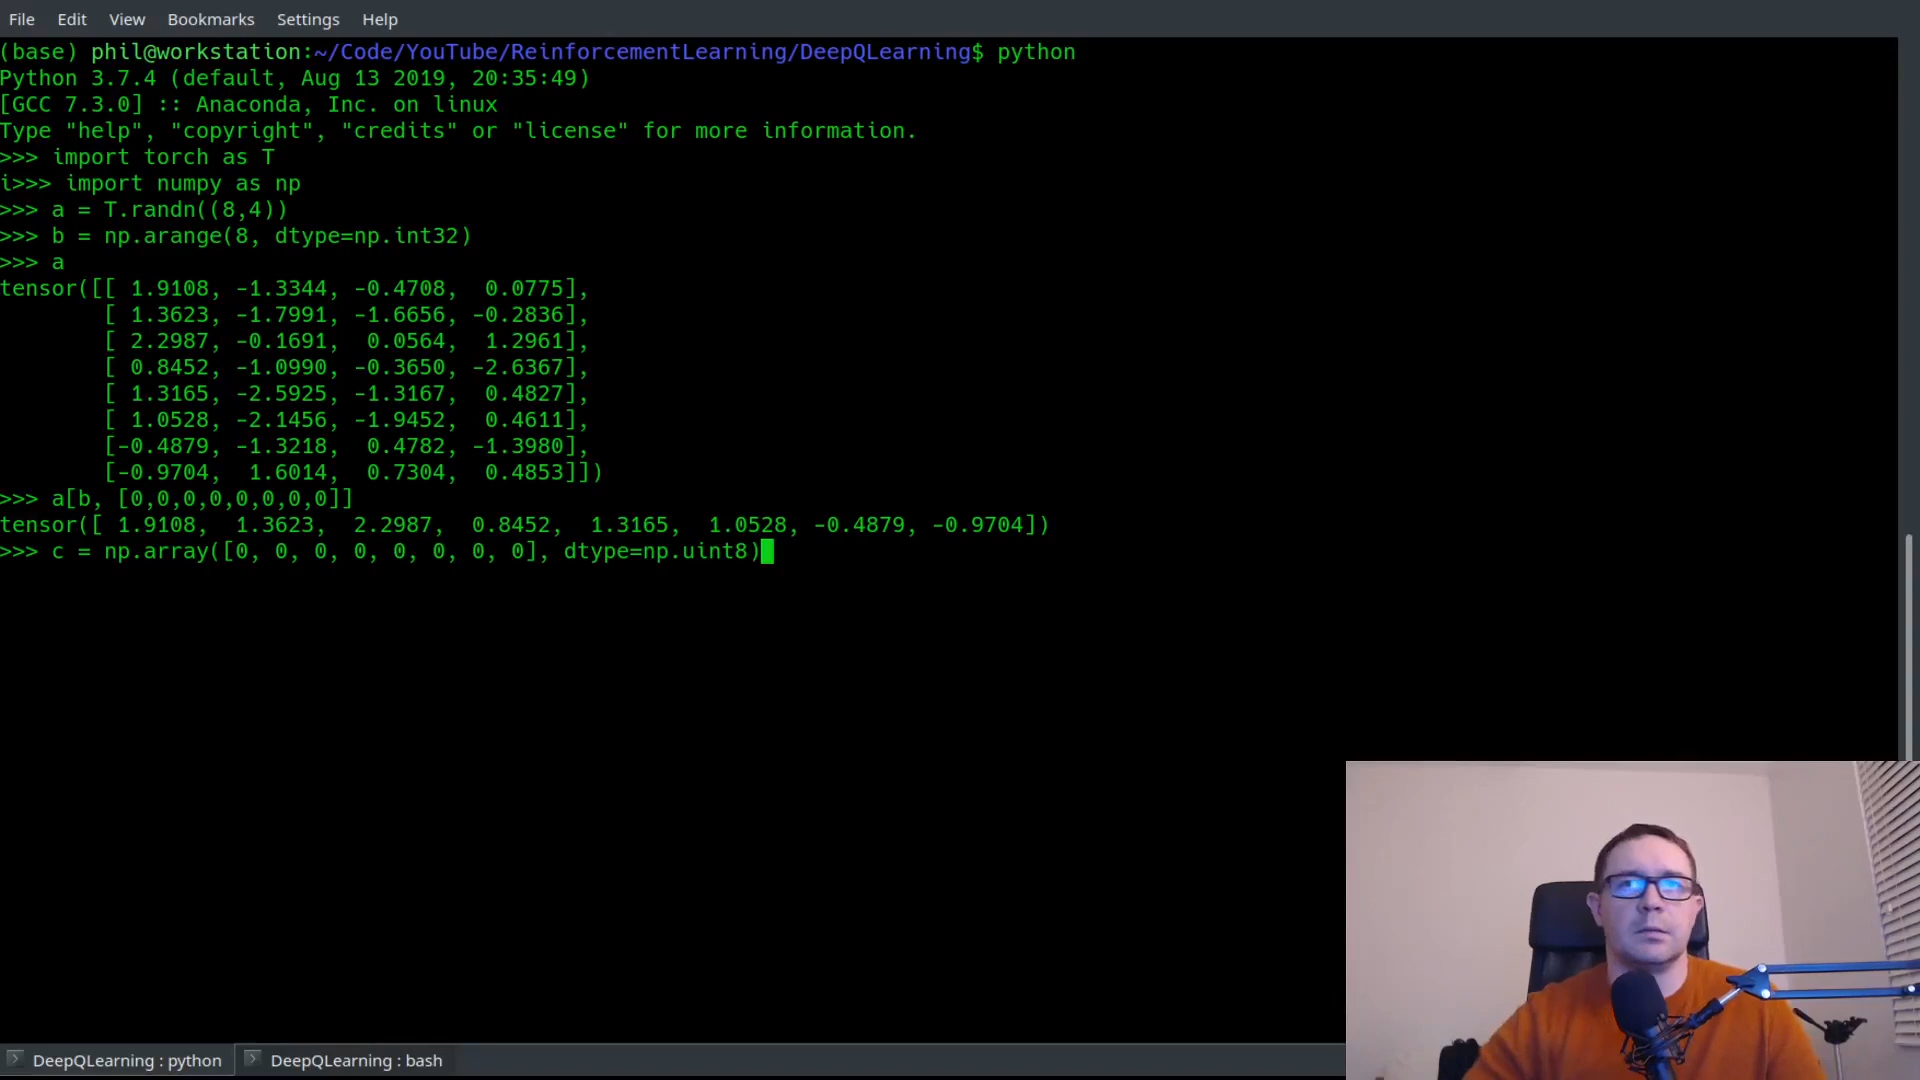 File Edit View Bookmarks Settings Help
(base) phil@workstation:~/Code/YouTube/ReinforcementLearning/DeepQLearning$ python
Python 3.7.4 (default, Aug 13 2019, 20:35:49)
[GCC 7.3.0] :: Anaconda, Inc. on linux
Type "help", "copyright", "credits" or "license" for more information.
>>> import torch as T
i>>> import numpy as np
>>> a = T.randn((8,4))
>>> b = np.arange(8, dtype=np.int32)
>>> a
tensor([[ 1.9108, -1.3344, -0.4708,  0.0775],
        [ 1.3623, -1.7991, -1.6656, -0.2836],
        [ 2.2987, -0.1691,  0.0564,  1.2961],
        [ 0.8452, -1.0990, -0.3650, -2.6367],
        [ 1.3165, -2.5925, -1.3167,  0.4827],
        [ 1.0528, -2.1456, -1.9452,  0.4611],
        [-0.4879, -1.3218,  0.4782, -1.3980],
        [-0.9704,  1.6014,  0.7304,  0.4853]])
>>> a[b, [0,0,0,0,0,0,0,0]]
tensor([ 1.9108,  1.3623,  2.2987,  0.8452,  1.3165,  1.0528, -0.4879, -0.9704])
>>> c = np.array([0, 0, 0, 0, 0, 0, 0, 0], dtype=np.uint8)
DeepQLearning : python DeepQLearning : bash